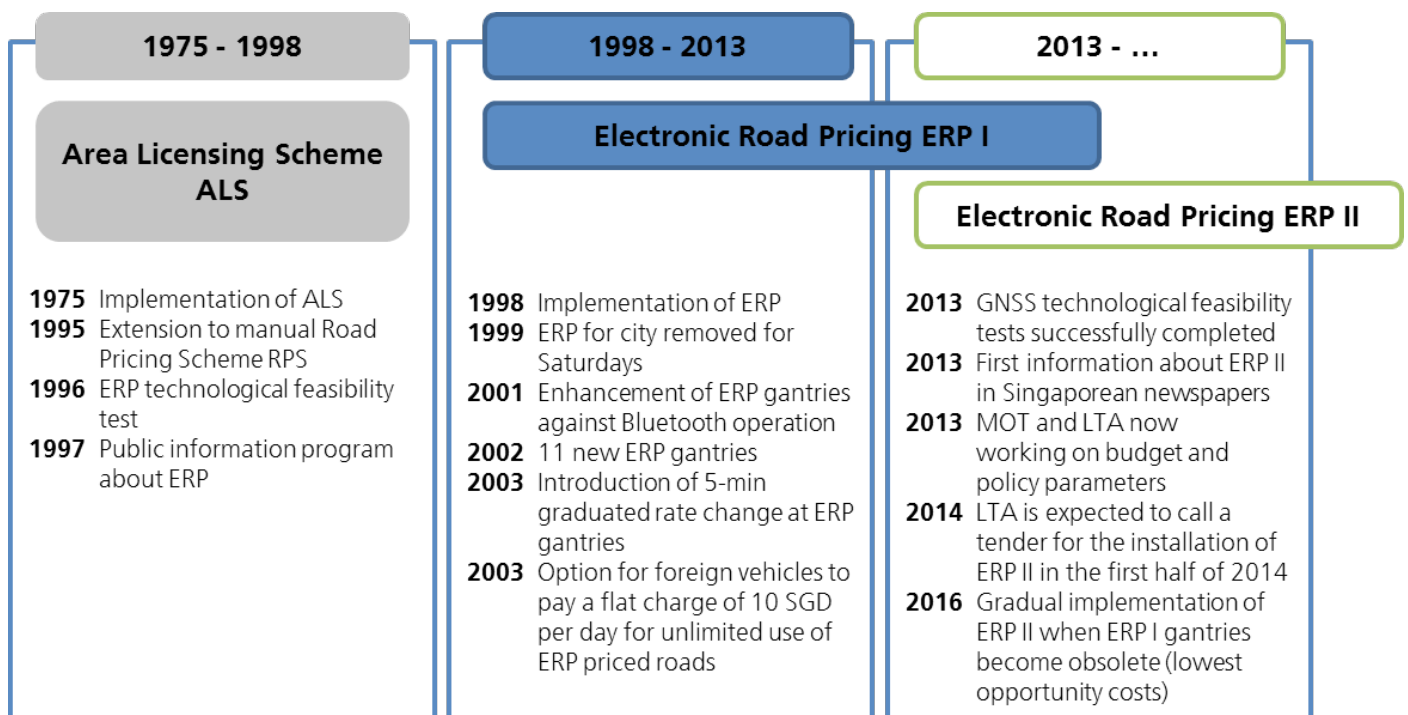 1975 - 1998
Area Licensing Scheme
ALS
1975 Implementation of ALS
1995 Extension to manual Road
Pricing Scheme RPS
1996 ERP technological feasibility
test
1997 Public information program
about ERP
1998 - 2013
Electronic Road Pricing ERP I
1998 Implementation of ERP
1999 ERP for city removed for
Saturdays
2001 Enhancement of ERP gantries
against Bluetooth operation
2002 11 new ERP gantries
2003 Introduction of 5-min
graduated rate change at ERP
gantries
2003 Option for foreign vehicles to
pay a flat charge of 10 SGD
per day for unlimited use of
ERP priced roads
2013 - ...
Electronic Road Pricing ERP II
2013 GNSS technological feasibility
tests successfully completed
2013 First information about ERP II
in Singaporean newspapers
2013 MOT and LTA now
working on budget and
policy parameters
2014 LTA is expected to call a
tender for the installation of
ERP II in the first half of 2014
2016 Gradual implementation of
ERP II when ERP I gantries
become obsolete (lowest
opportunity costs)